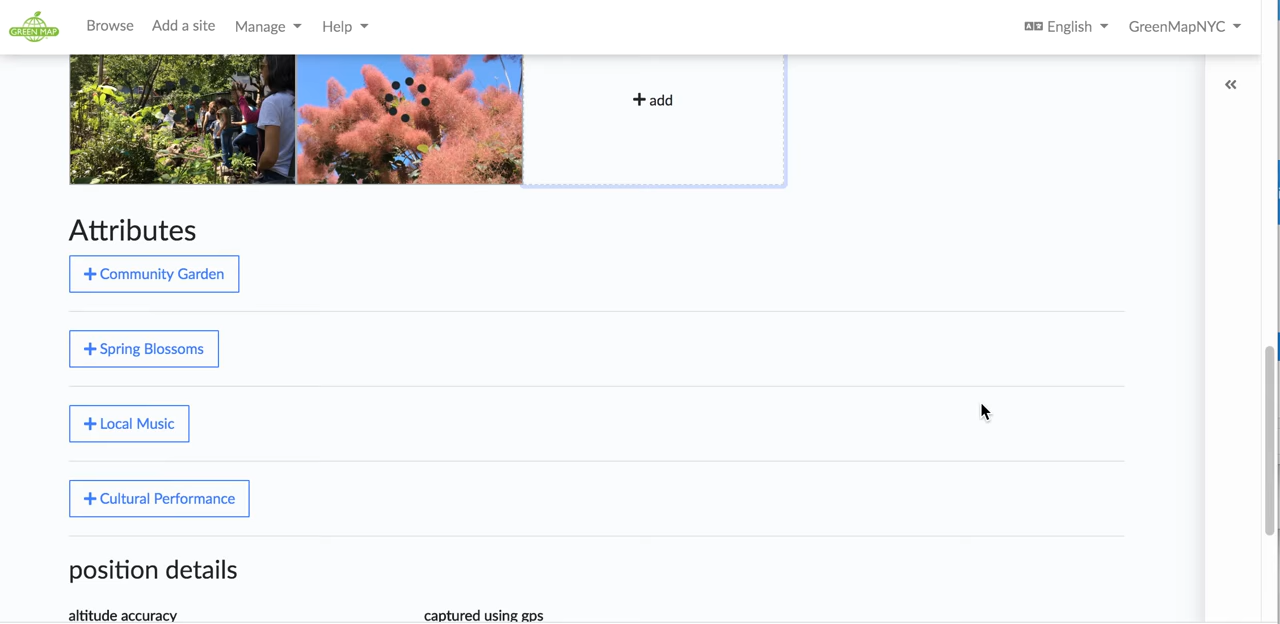 GREEN MAP
Browse Add a site Manage Help English GreenMapNYC
+ add
Attributes
+ Community Garden
+ Spring Blossoms
+ Local Music
+ Cultural Performance
position details
altitude accuracy captured using gps